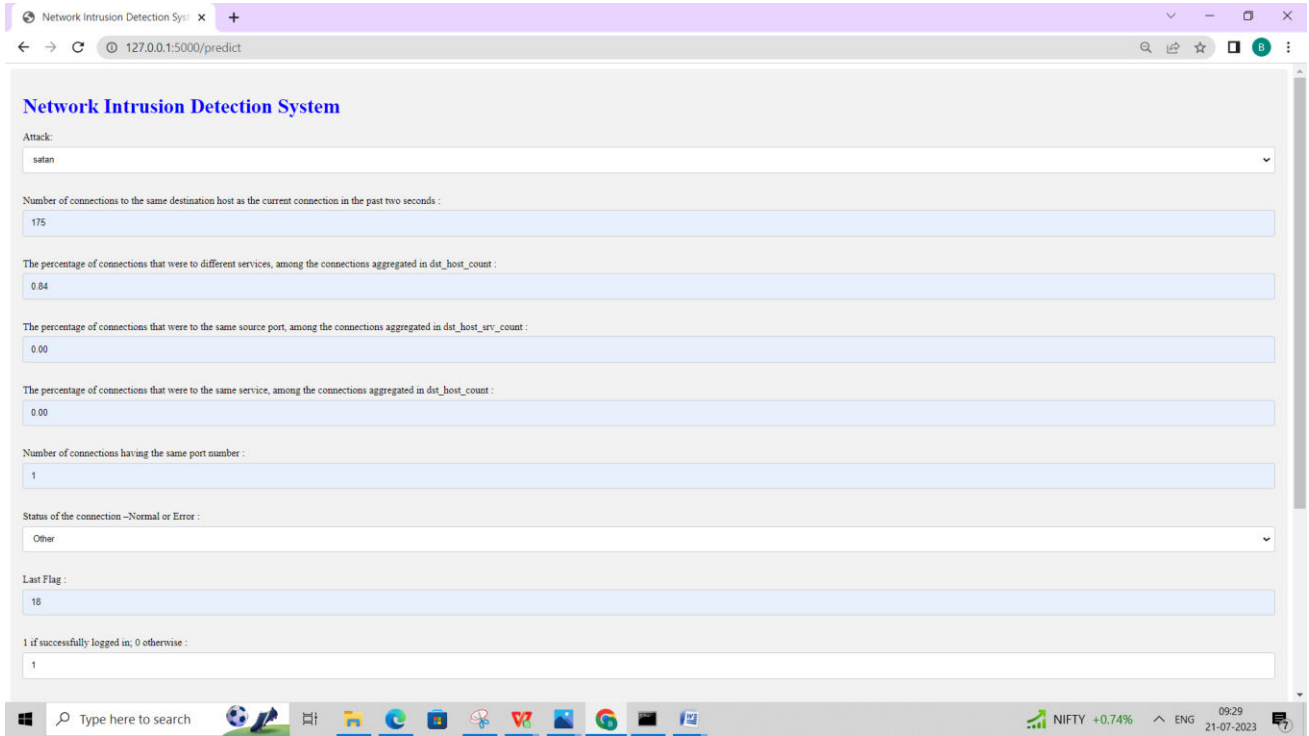 Network Intrusion Detection Syst
127.0.0.1:5000/predict
B
Network Intrusion Detection System
Attack:
satan
Number of connections to the same destination host as the current connection in the past two seconds :
175
The percentage of connections that were to different services, among the connections aggregated in dst_host_count :
0.84
The percentage of connections that were to the same source port, among the connections aggregated in dst_host_srv_count :
0.00
The percentage of connections that were to the same service, among the connections aggregated in dst_host_count :
0.00
Number of connections having the same port number :
1
Status of the connection –Normal or Error :
Other
Last Flag :
18
1 if successfully logged in; 0 otherwise :
1
Type here to search
NIFTY +0.74%
ENG
09:29
21-07-2023
7